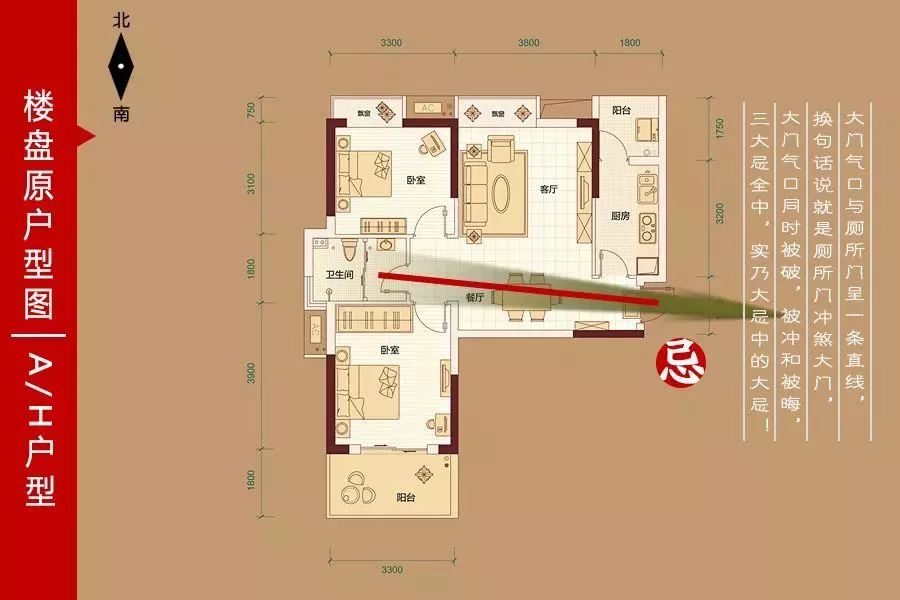 楼盘原户型图｜A/H户型
北
南
3300
3800
1800
750
3100
1800
3900
1800
1750
3200
3300
飘窗
AC
飘窗
阳台
卧室
客厅
厨房
卫生间
餐厅
AC
卧室
阳台
忌
大门气口与厕所门呈一条直线，
换句话说就是厕所门冲煞大门，
大门气口同时被破，被冲和被晦，
三大忌全中，实乃大忌中的大忌！